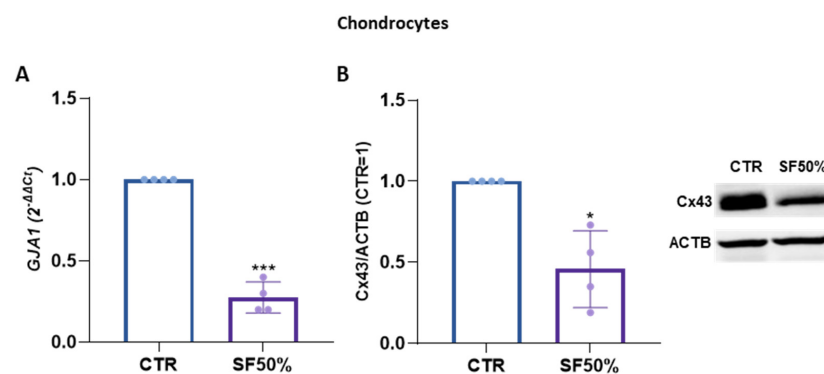 Chondrocytes
A
GJA1 (2^-ΔΔCt)
1.5
1.0
0.5
0.0
***
CTR
SF50%
B
Cx43/ACTB (CTR=1)
1.5
1.0
0.5
0.0
*
CTR
SF50%
CTR SF50%
Cx43
ACTB